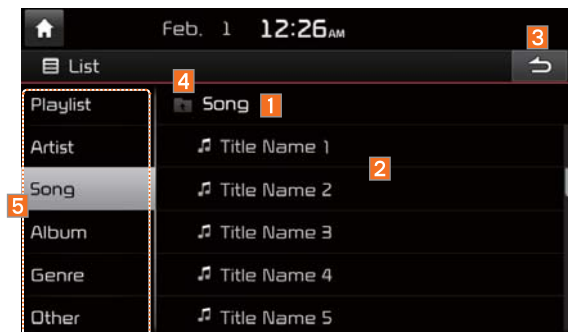 Feb. 1 12:26AM
3
List
4
Playlist
Song 1
Artist
Title Name 1
2
Song
Title Name 2
5
Album
Title Name 3
Genre
Title Name 4
Other
Title Name 5